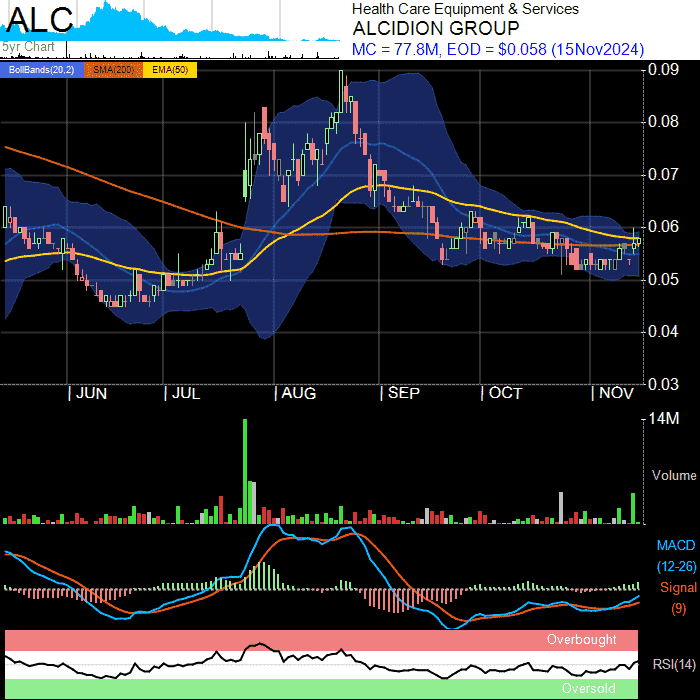 ALC
5yr Chart
Health Care Equipment & Services
ALCIDION GROUP
MC = 77.8M, EOD = $0.058 (15Nov2024)
BollBands(20,2) SMA(200) EMA(50)
0.09
0.08
0.07
0.06
0.05
0.04
0.03
| JUN | JUL | AUG | SEP | OCT | NOV
14M
Volume
MACD
(12-26)
Signal
(9)
Overbought
RSI(14)
Oversold